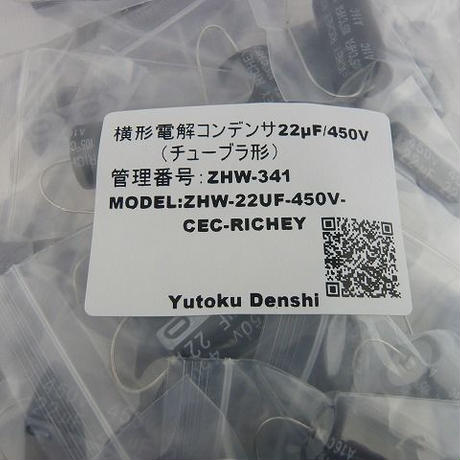 横形電解コンデンサ22µF/450V
（チューブラ形）
管理番号：ZHW-341
MODEL:ZHW-22UF-450V-
CEC-RICHEY
Yutoku Denshi